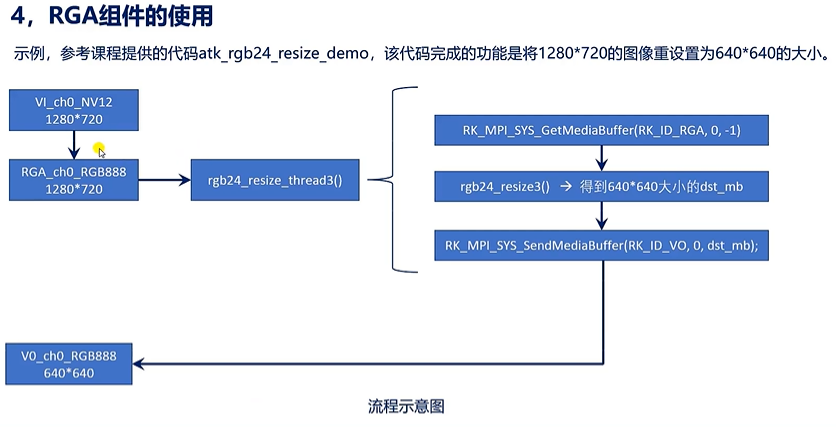 4，RGA组件的使用
示例，参考课程提供的代码atk_rgb24_resize_demo，该代码完成的功能是将1280*720的图像重设置为640*640的大小。
VI_ch0_NV12
1280*720
RGA_ch0_RGB888
1280*720
rgb24_resize_thread3()
RK_MPI_SYS_GetMediaBuffer(RK_ID_RGA, 0, -1)
rgb24_resize3() → 得到640*640大小的dst_mb
RK_MPI_SYS_SendMediaBuffer(RK_ID_VO, 0, dst_mb);
V0_ch0_RGB888
640*640
流程示意图